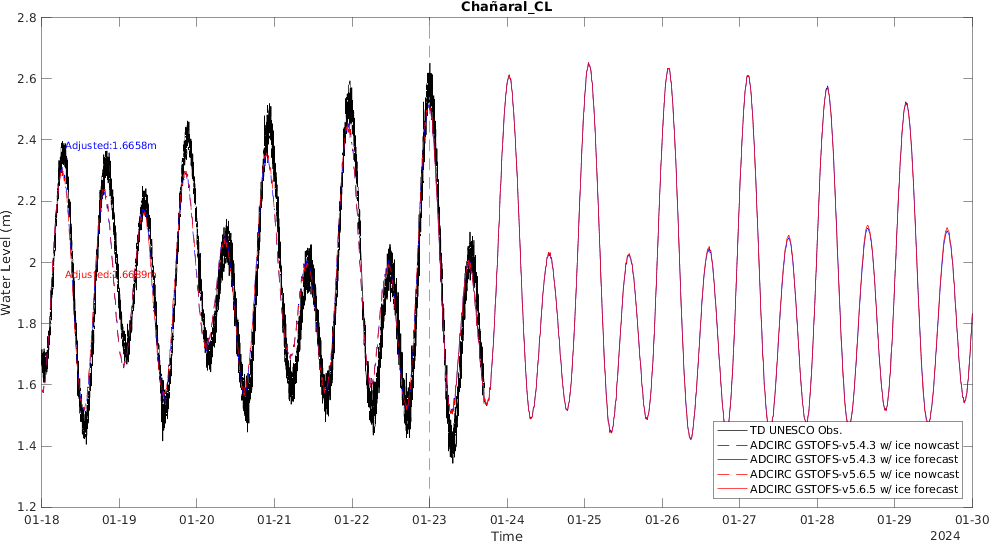 Chañaral_CL
2.8
2.6
2.4
2.2
2
1.8
1.6
1.4
1.2
Water Level (m)
Adjusted:1.6658m
Adjusted:1.6689m
TD UNESCO Obs.
ADCIRC GSTOFS-v5.4.3 w/ ice nowcast
ADCIRC GSTOFS-v5.4.3 w/ ice forecast
ADCIRC GSTOFS-v5.6.5 w/ ice nowcast
ADCIRC GSTOFS-v5.6.5 w/ ice forecast
01-18 01-19 01-20 01-21 01-22 01-23 01-24 01-25 01-26 01-27 01-28 01-29 01-30
Time
2024